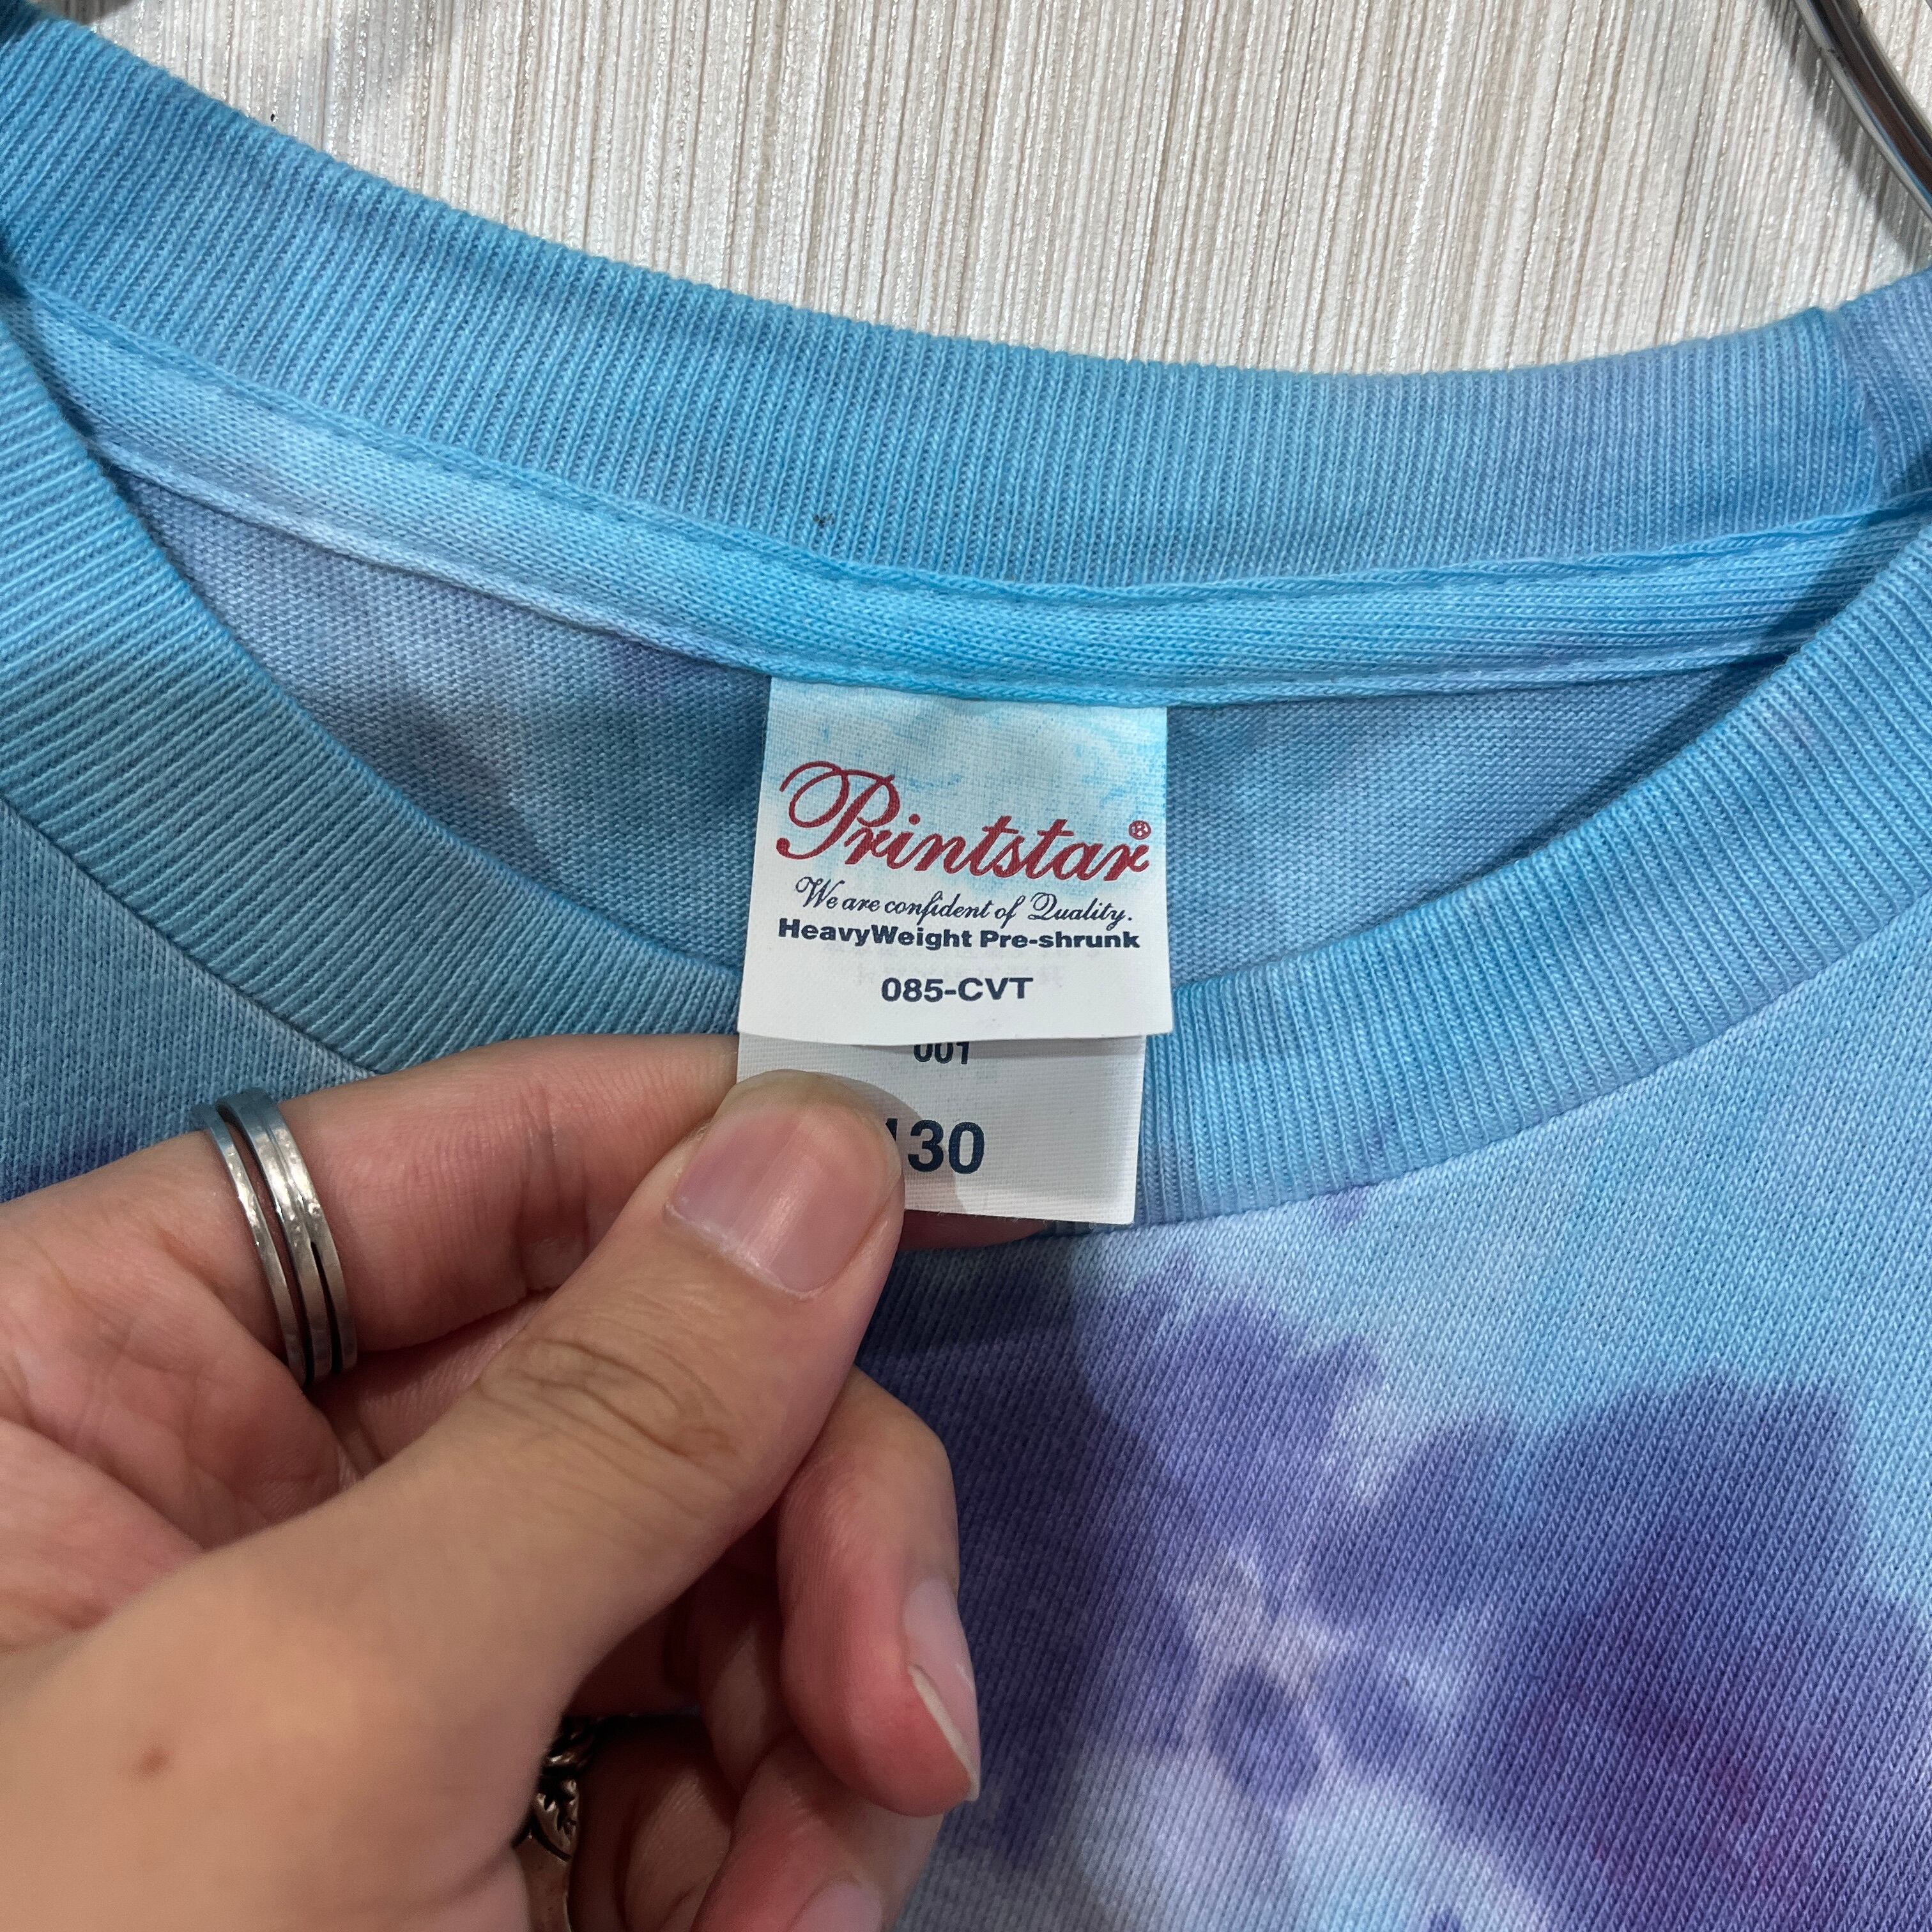 Printstar®
We are confident of Quality.
HeavyWeight Pre-shrunk
085-CVT
001
130